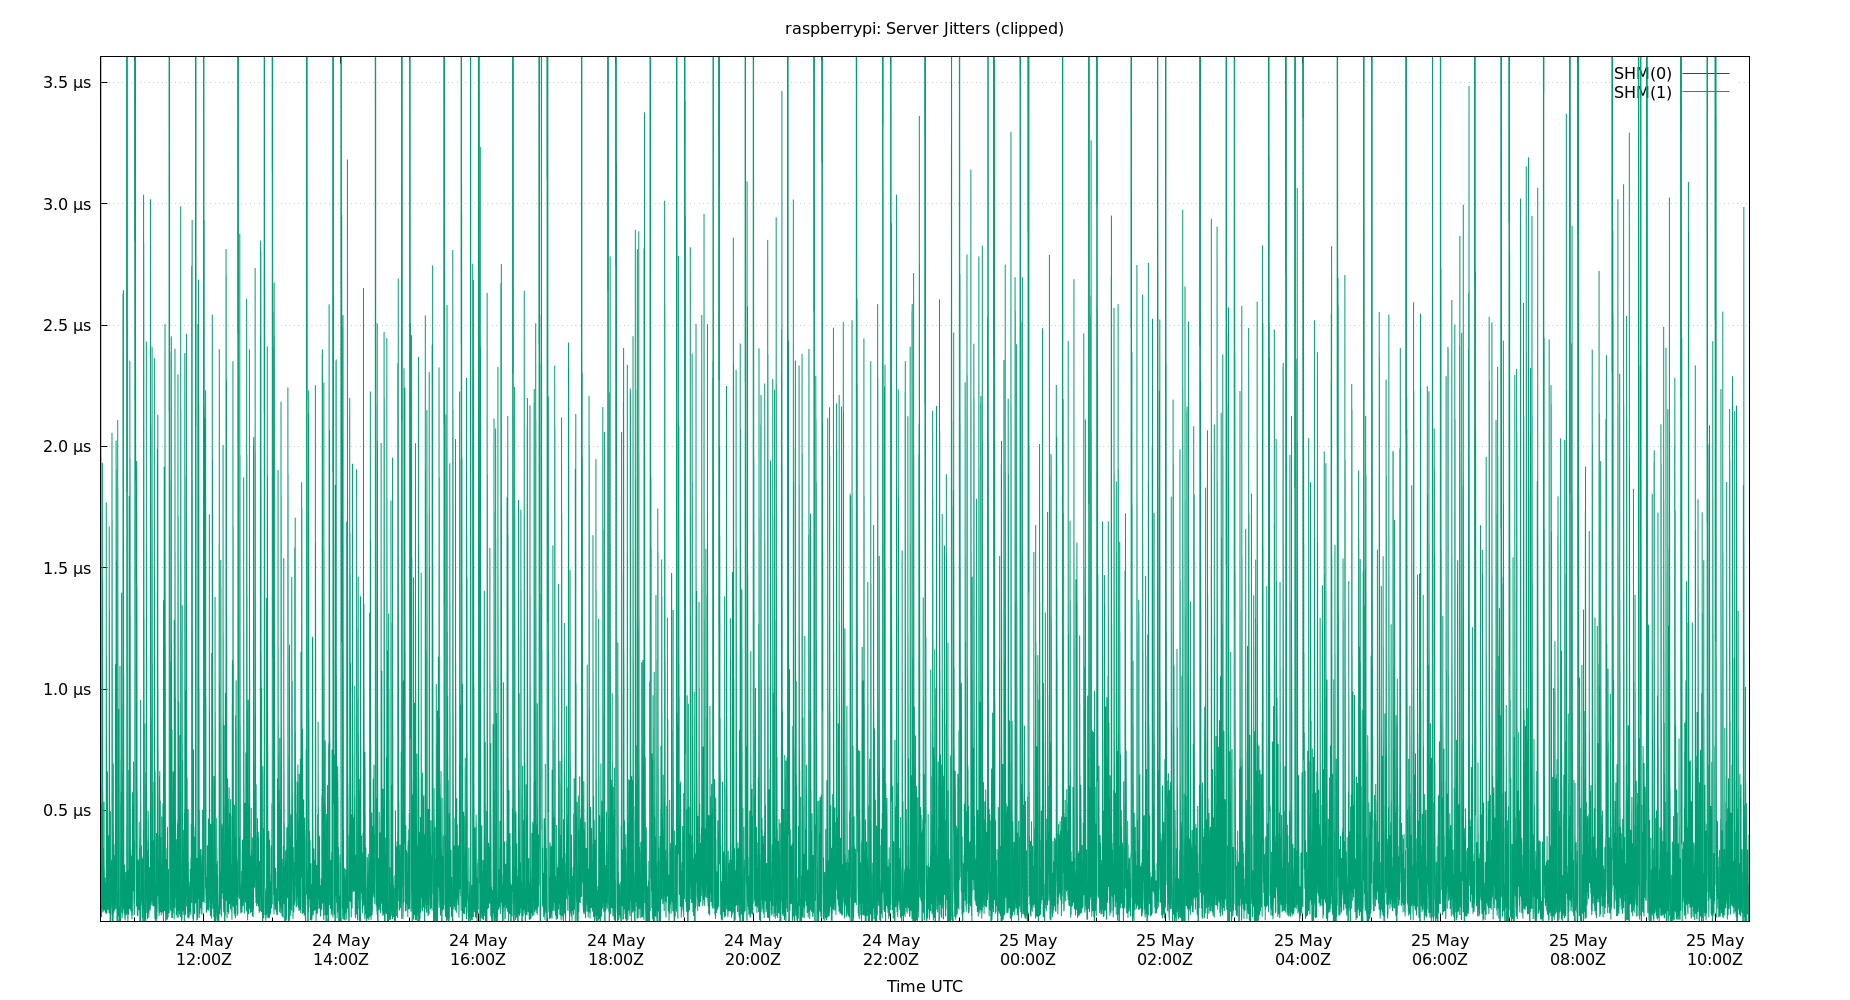 raspberrypi: Server Jitters (clipped)
3.5 µs
3.0 µs
2.5 µs
2.0 µs
1.5 µs
1.0 µs
0.5 µs
SHM(0)
SHM(1)
24 May 24 May 24 May 24 May 24 May 24 May 25 May 25 May 25 May 25 May 25 May 25 May
12:00Z 14:00Z 16:00Z 18:00Z 20:00Z 22:00Z 00:00Z 02:00Z 04:00Z 06:00Z 08:00Z 10:00Z
Time UTC